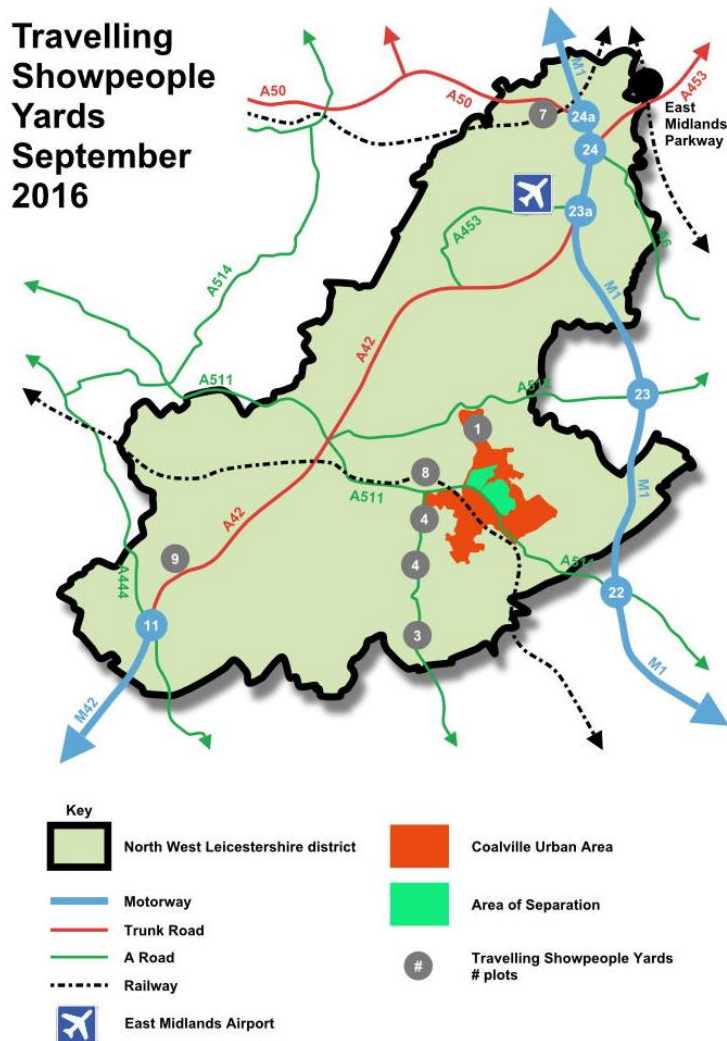 Travelling
Showpeople
Yards
September
2016
M1
A50
A50
A453
24a
7
East
Midlands
Parkway
24
A453
23a
A6
A514
M1
A42
A511
A512
23
1
8
A511
M1
4
A42
9
4
A511
A444
22
11
3
M1
M42
Key
North West Leicestershire district
Coalville Urban Area
Motorway
Area of Separation
Trunk Road
A Road
#
Travelling Showpeople Yards
# plots
Railway
East Midlands Airport